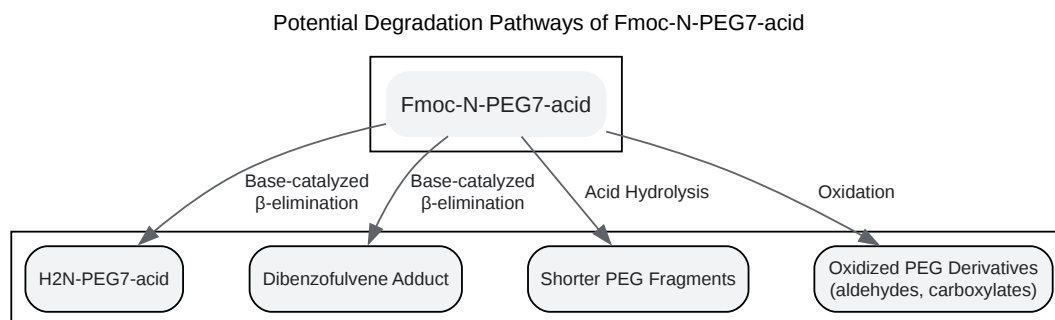 Potential Degradation Pathways of Fmoc-N-PEG7-acid
Fmoc-N-PEG7-acid
Base-catalyzed
β-elimination
Base-catalyzed
β-elimination
Acid Hydrolysis
Oxidation
H2N-PEG7-acid
Dibenzofulvene Adduct
Shorter PEG Fragments
Oxidized PEG Derivatives
(aldehydes, carboxylates)